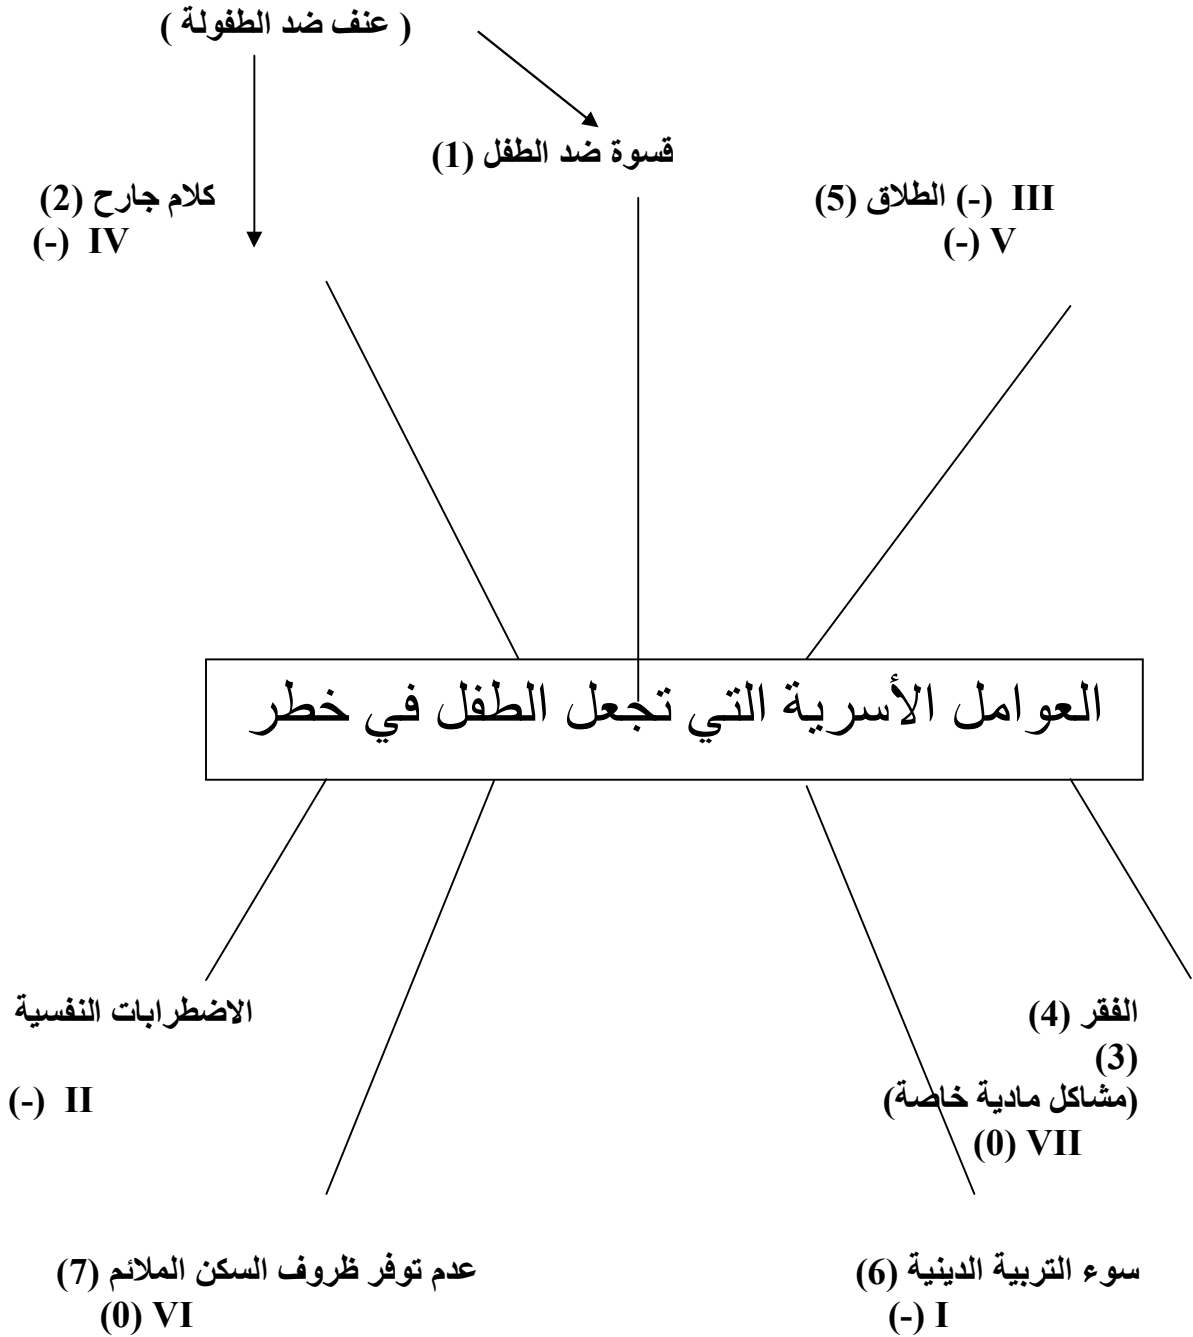 ( عنف ضد الطفولة )
قسوة ضد الطفل (1)
كلام جارح (2)
(-) IV
(-) III الطلاق (5)
(-) V
العوامل الأسرية التي تجعل الطفل في خطر
الفقر (4)
(3)
(مشاكل مادية خاصة)
(0) VII
الاضطرابات النفسية
(-) II
سوء التربية الدينية (6)
(-) I
عدم توفر ظروف السكن الملائم (7)
(0) VI